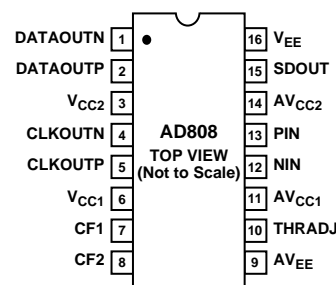 DATAOUTN 1
DATAOUTP 2
VCC2 3
CLKOUTN 4
CLKOUTP 5
VCC1 6
CF1 7
CF2 8
AD808
TOP VIEW
(Not to Scale)
16 VEE
15 SDOUT
14 AVCC2
13 PIN
12 NIN
11 AVCC1
10 THRADJ
9 AVEE